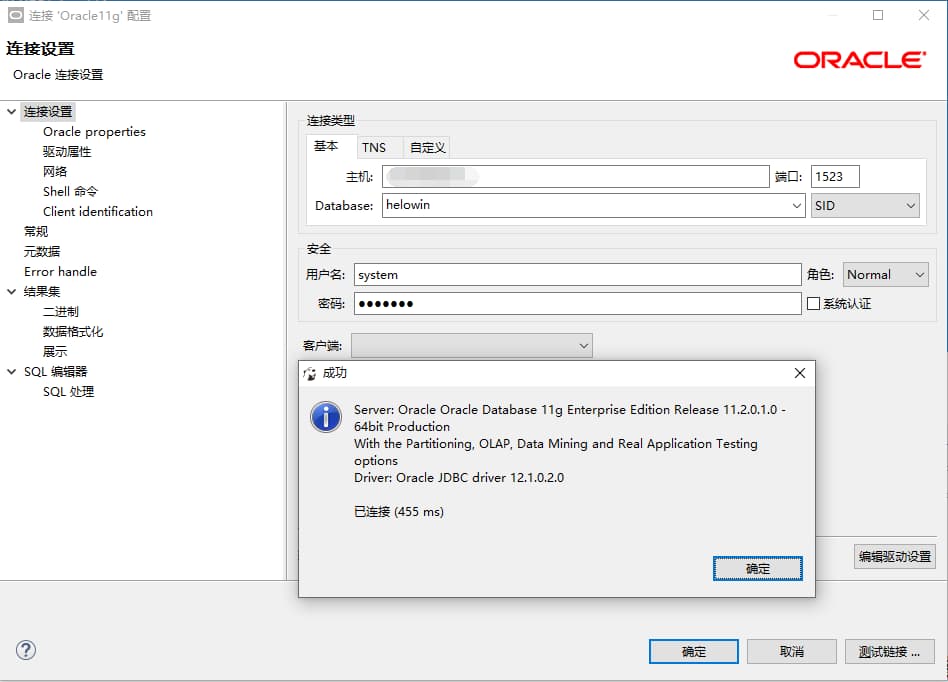 连接 'Oracle11g' 配置
连接设置
Oracle 连接设置
ORACLE
连接设置
Oracle properties
驱动属性
网络
Shell 命令
Client identification
常规
元数据
Error handle
结果集
二进制
数据格式化
展示
SQL 编辑器
SQL 处理
连接类型
基本 TNS 自定义
主机: 端口: 1523
Database: helowin SID
安全
用户名: system 角色: Normal
密码: ●●●●●●● 系统认证
客户端:
成功
Server: Oracle Oracle Database 11g Enterprise Edition Release 11.2.0.1.0 -
64bit Production
With the Partitioning, OLAP, Data Mining and Real Application Testing
options
Driver: Oracle JDBC driver 12.1.0.2.0
已连接 (455 ms)
确定
编辑驱动设置
确定 取消 测试链接 ...